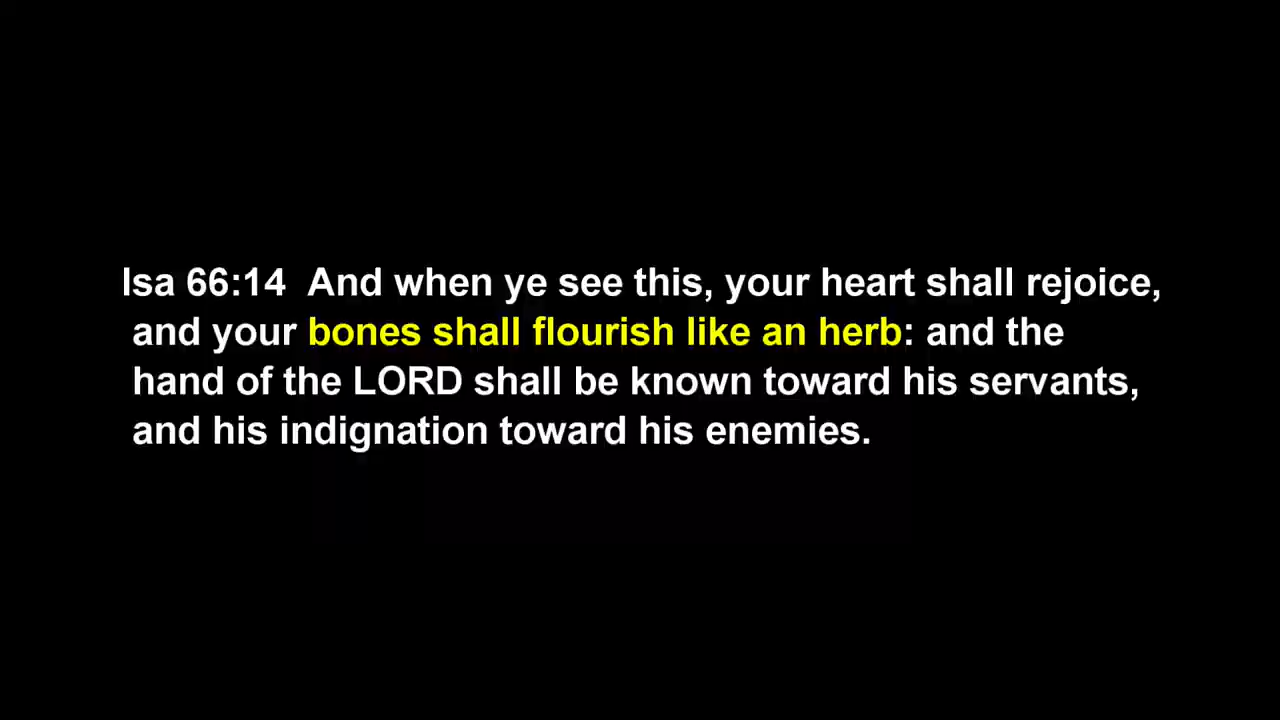 Isa 66:14  And when ye see this, your heart shall rejoice,
and your bones shall flourish like an herb: and the
hand of the LORD shall be known toward his servants,
and his indignation toward his enemies.